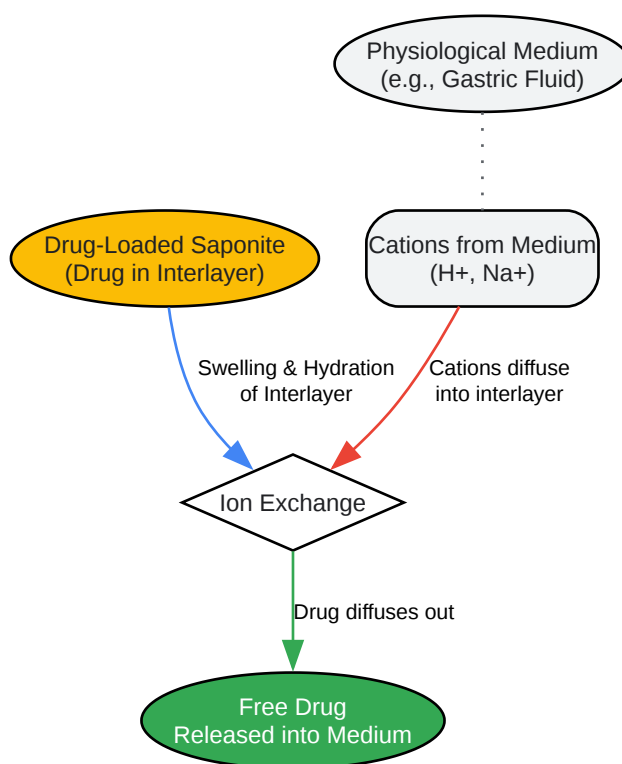 Physiological Medium
(e.g., Gastric Fluid)
Drug-Loaded Saponite
(Drug in Interlayer)
Cations from Medium
(H+, Na+)
Swelling & Hydration
of Interlayer
Cations diffuse
into interlayer
Ion Exchange
Drug diffuses out
Free Drug
Released into Medium